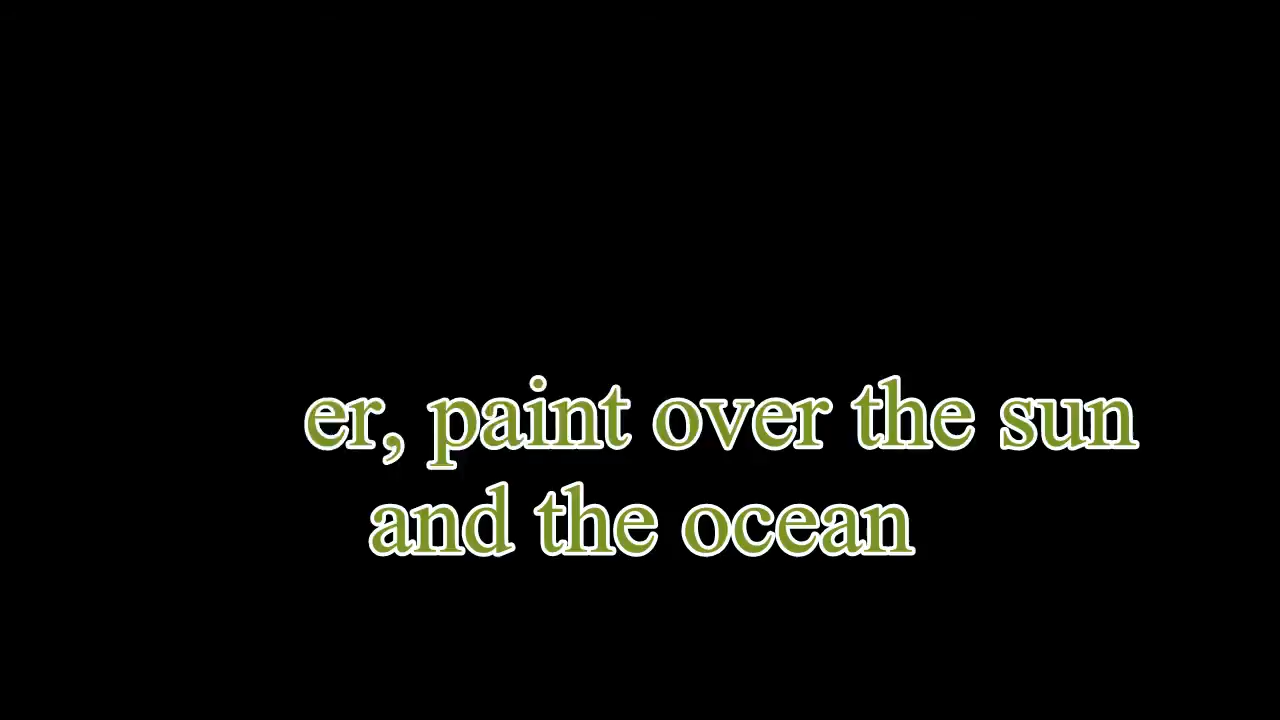 er, paint over the sun
and the ocean